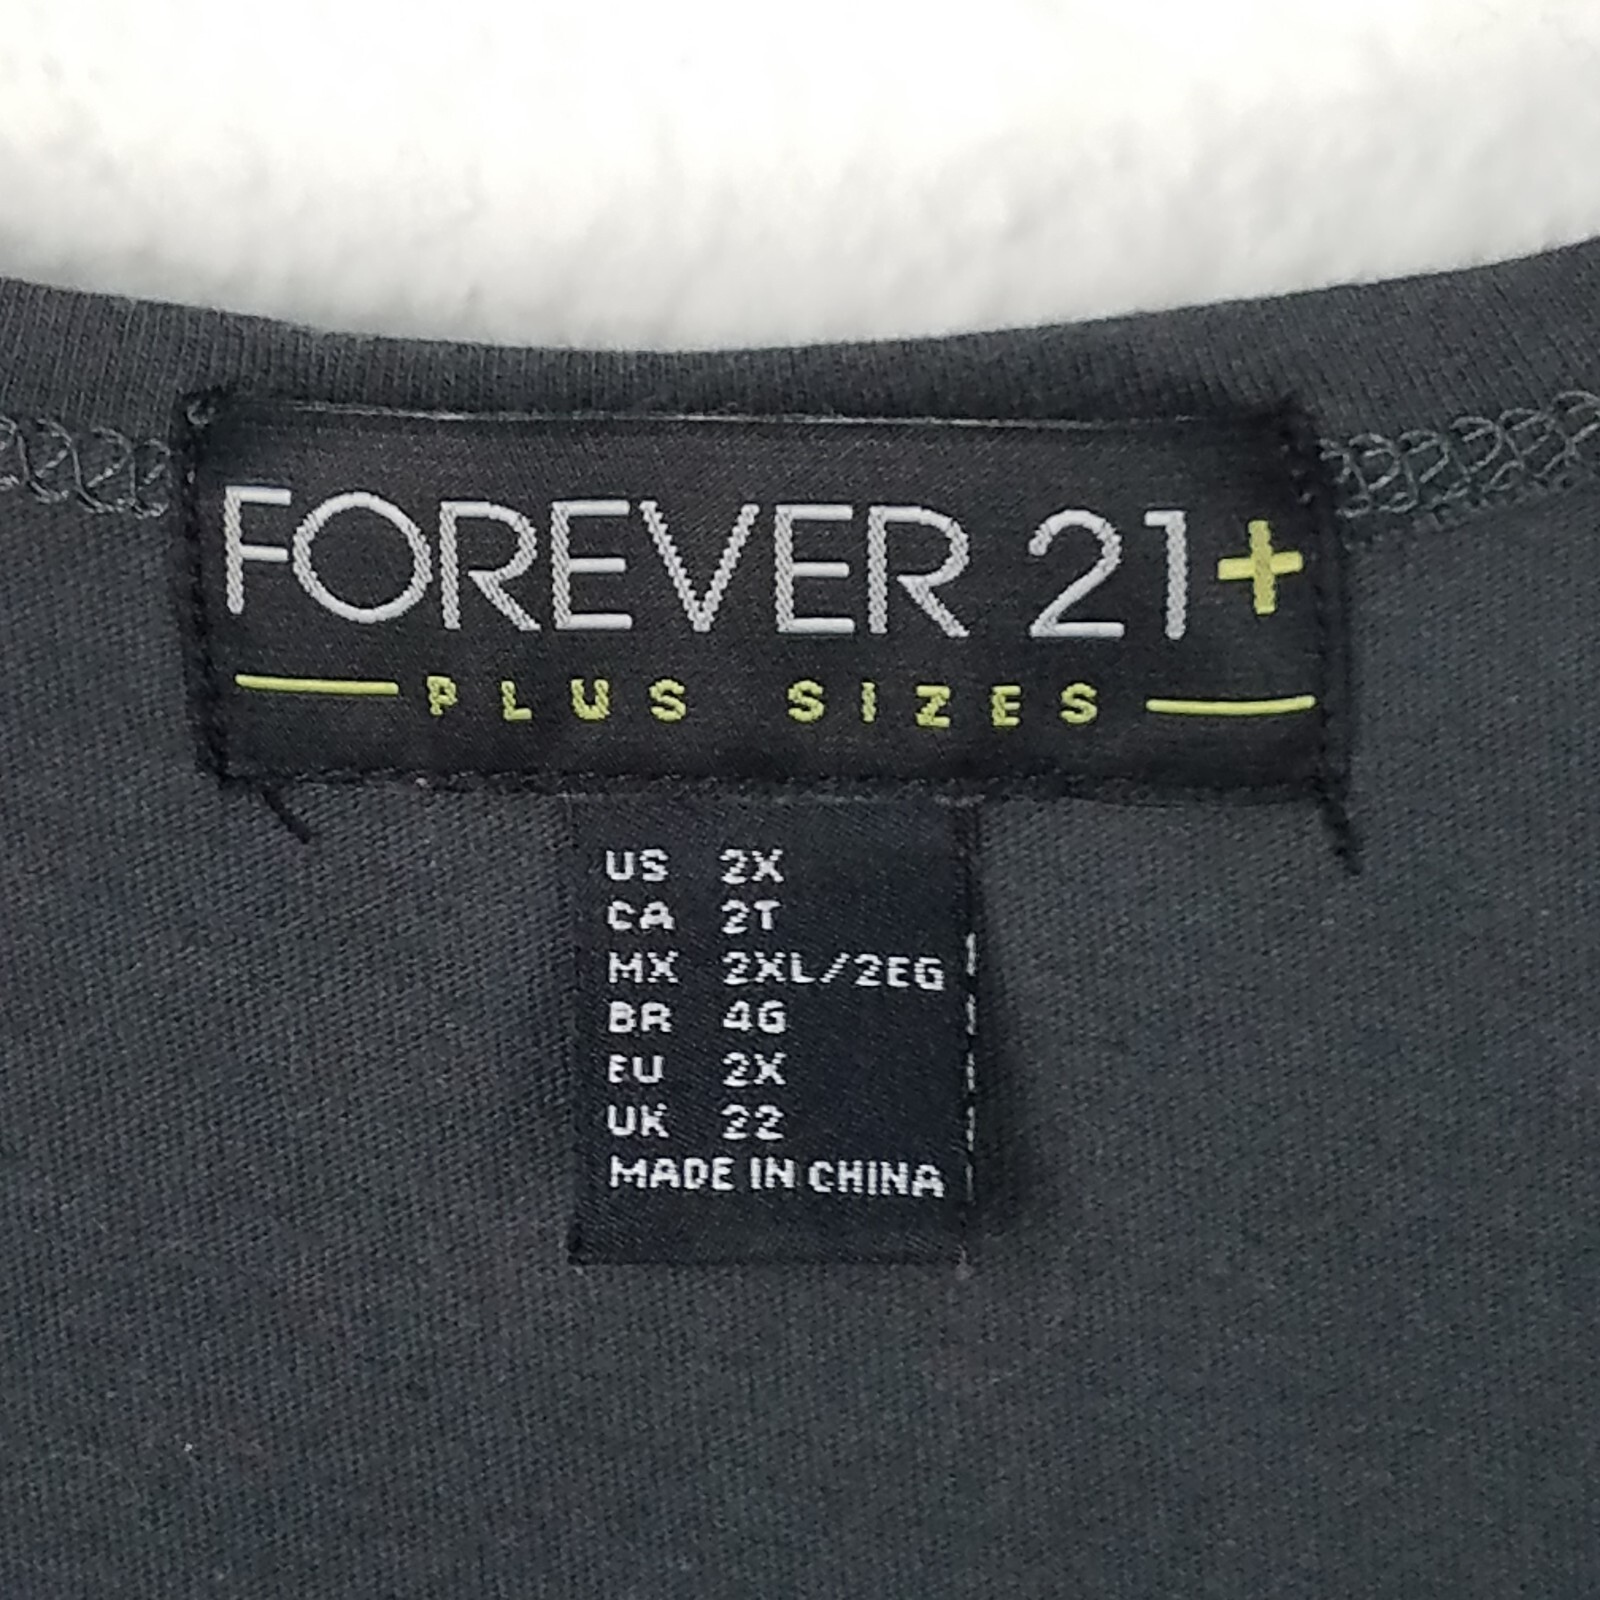 FOREVER 21+
PLUS SIZES
US 2X
CA 2T
MX 2XL/2EG
BR 4G
EU 2X
UK 22
MADE IN CHINA